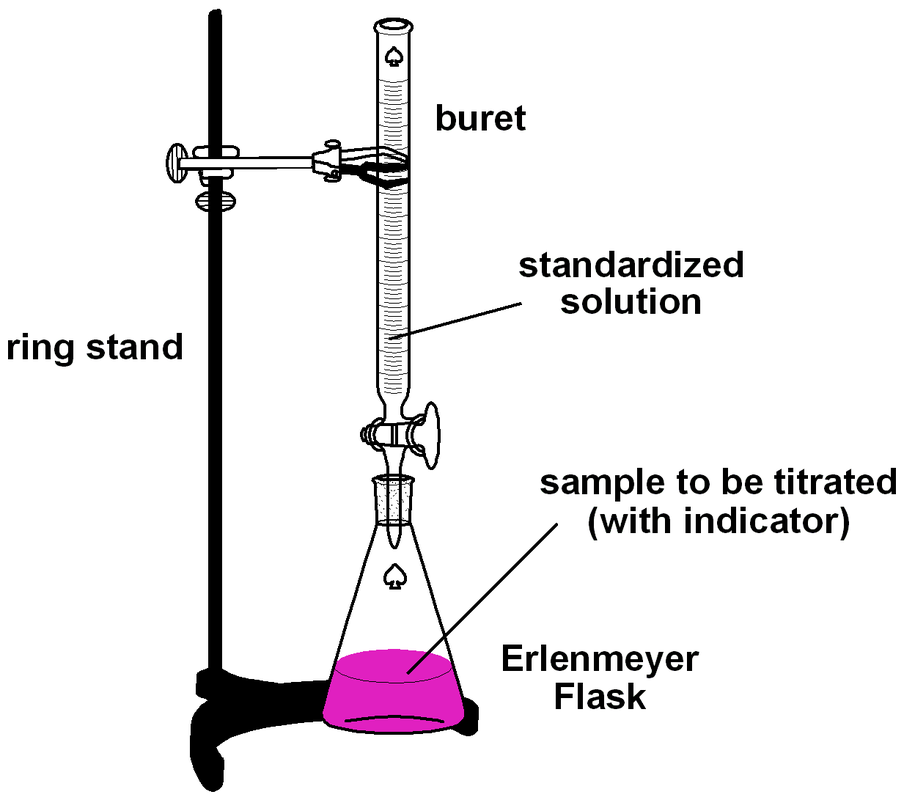 buret
standardized
solution
ring stand
sample to be titrated
(with indicator)
Erlenmeyer
Flask